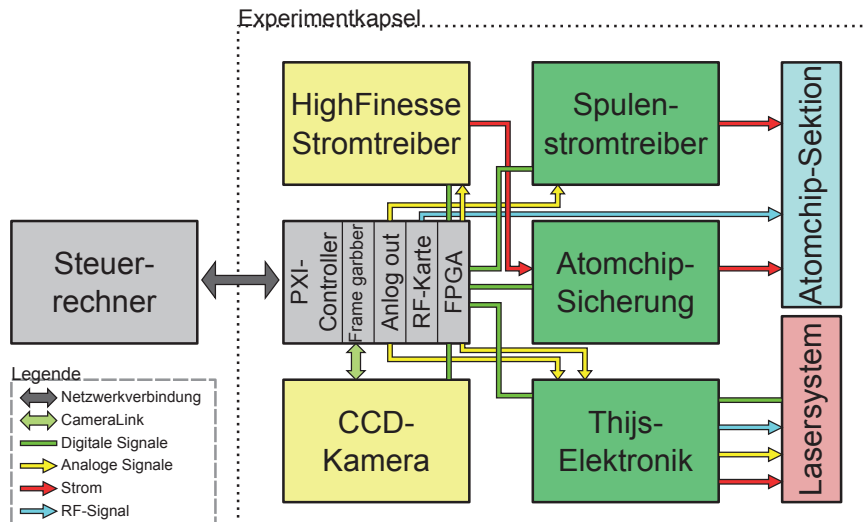 Experimentkapsel
HighFinesse
Stromtreiber
Spulen-
stromtreiber
Atomchip-Sektion
Steuer-
rechner
PXI-
Controller
Frame garbber
Anlog out
RF-Karte
FPGA
Atomchip-
Sicherung
CCD-
Kamera
Thijs-
Elektronik
Lasersystem
Legende
Netzwerkverbindung
CameraLink
Digitale Signale
Analoge Signale
Strom
RF-Signal